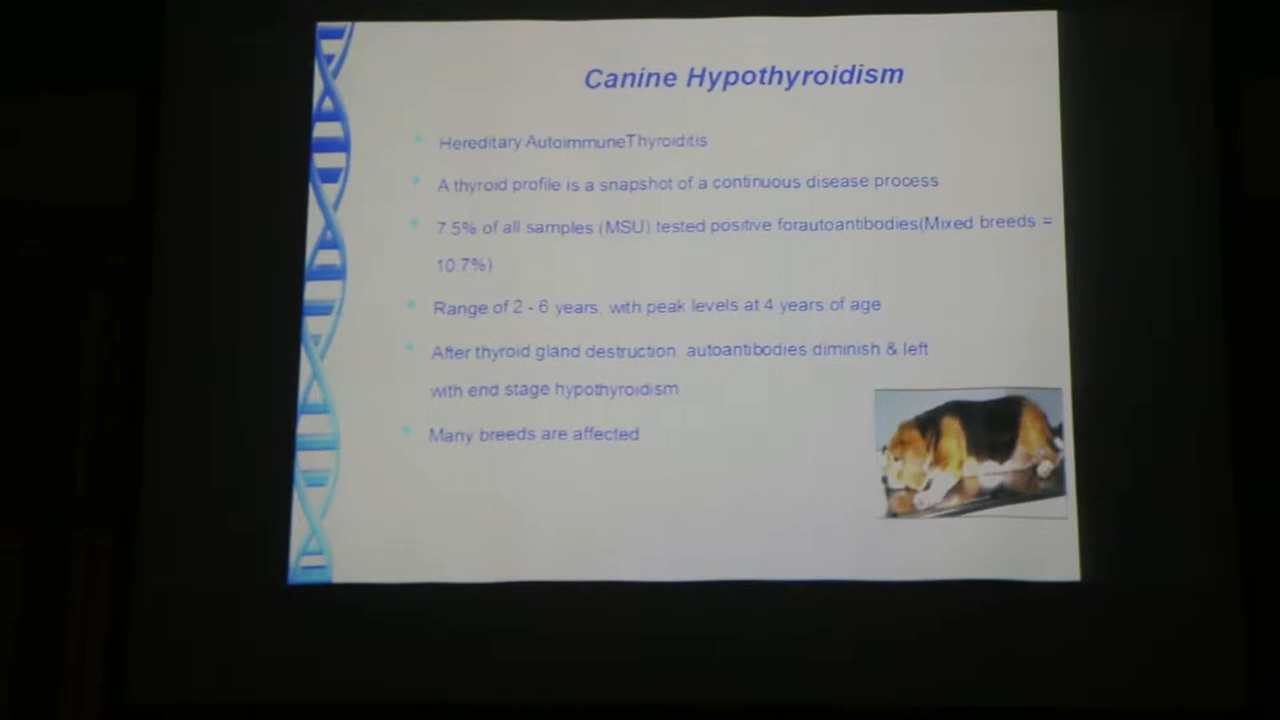 Canine Hypothyroidism
Hereditary AutoimmuneThyroiditis
A thyroid profile is a snapshot of a continuous disease process
7.5% of all samples (MSU) tested positive forautoantibodies(Mixed breeds =
10.7%)
Range of 2 - 6 years, with peak levels at 4 years of age
After thyroid gland destruction, autoantibodies diminish & left
with end stage hypothyroidism
Many breeds are affected